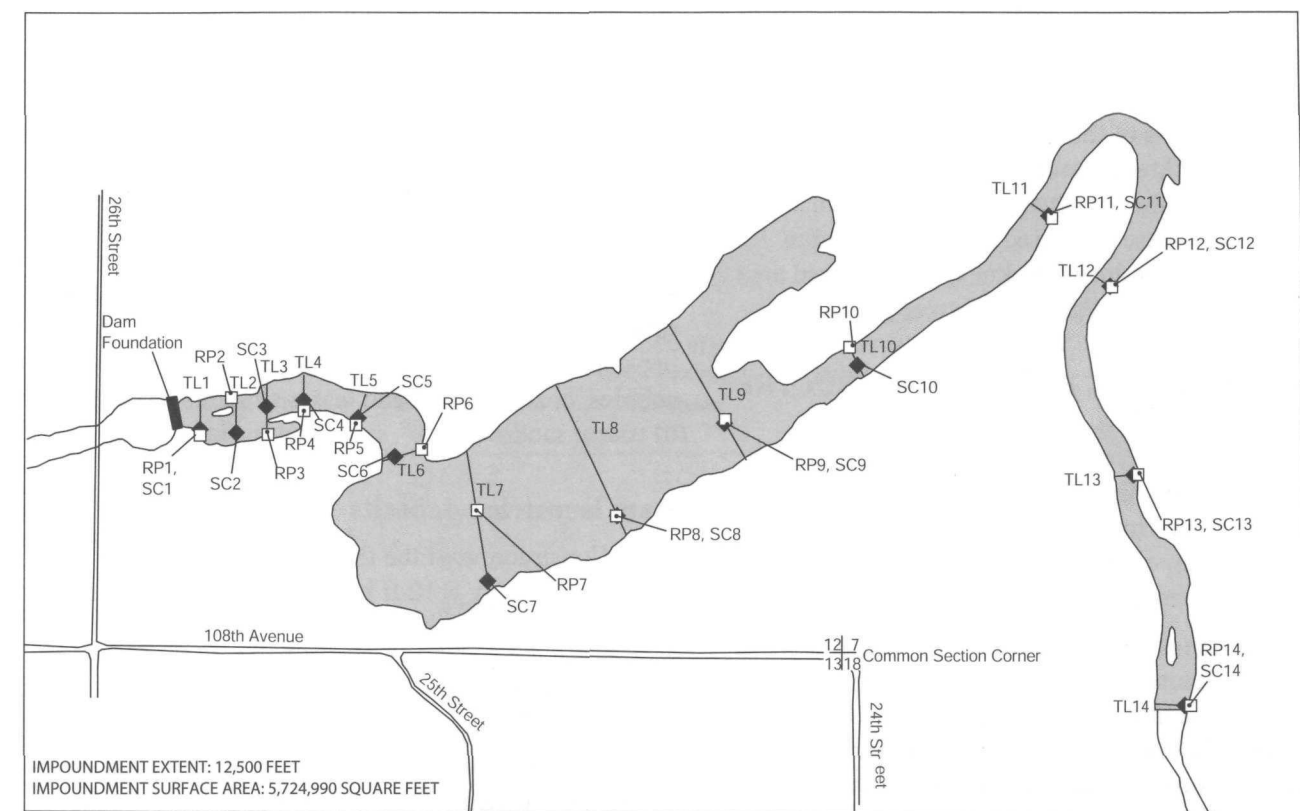 26th Street
Dam
Foundation
TL1
RP2
TL2
SC3
TL3
TL4
TL5
SC5
RP6
RP1,
SC1
SC2
RP3
RP4
SC4
RP5
SC6
TL6
TL7
RP7
SC7
TL8
RP8, SC8
TL9
RP9, SC9
RP10
TL10
SC10
TL11
RP11, SC11
TL12
RP12, SC12
TL13
RP13, SC13
RP14,
SC14
TL14
108th Avenue
25th Street
12 7
13 18
Common Section Corner
24th Str eet
IMPOUNDMENT EXTENT: 12,500 FEET
IMPOUNDMENT SURFACE AREA: 5,724,990 SQUARE FEET